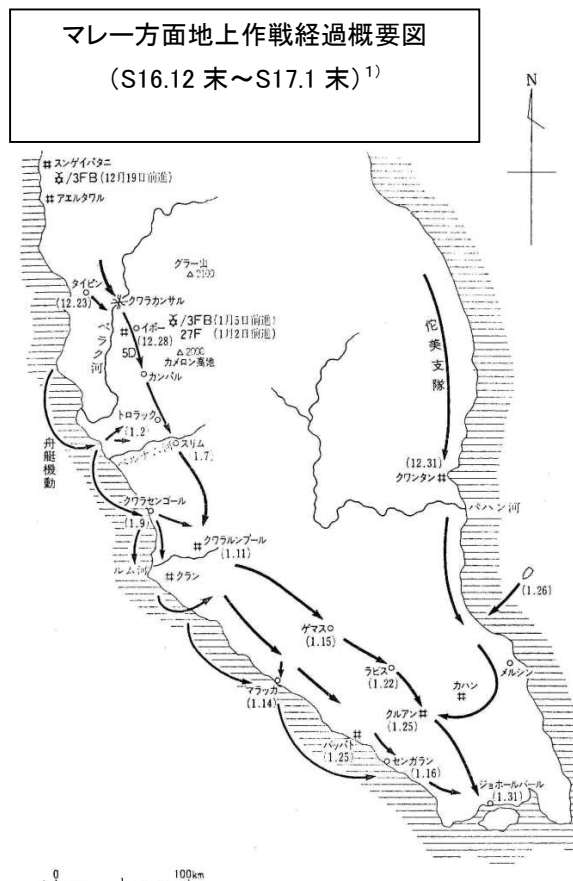 マレー方面地上作戦経過概要図
(S16.12 末～S17.1 末)¹⁾
N
スンゲイパタニ
/3FB(12月19日前進)
アエルタワル
グラー山
△2100
タイピン
(12.23)
クワラカンサル
ペラク河
イポー
(12.28)
/3FB(1月5日前進)
27F (1月2日前進)
5D
△2000
カメロン高地
カンパル
佗美支隊
トロラック
(1.2)
スリム
(1.7)
舟艇機動
(12.31)
クワンタン
パハン河
クワラセンゴール
(1.9)
クワラルンプール
(1.11)
ルム河
クラン
(1.26)
ゲマス
(1.15)
ラビス
(1.22)
メルシン
カハン
マラッカ
(1.14)
クルアン
(1.25)
バッパト
(1.25)
センガラン
(1.16)
ジョホールバール
(1.31)
0 100km